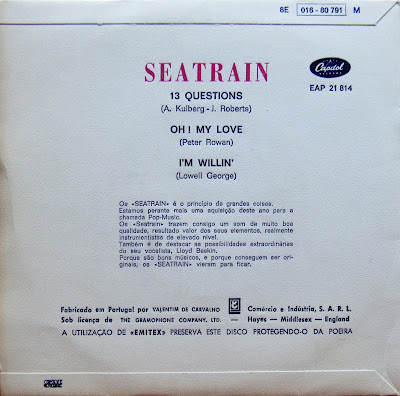 8E 016 - 80 791 M
Capitol
EAP 21 814
SEATRAIN
13 QUESTIONS
(A. Kulberg - J. Roberts)
OH ! MY LOVE
(Peter Rowan)
I'M WILLIN'
(Lowell George)
Os «SEATRAIN» é o princípio de grandes coisas.
Estamos perante mais uma aquisição deste ano para a
chamada Pop-Music.
Os «Seatrain» trazem consigo um som de muito boa
qualidade, resultado valor dos seus elementos, realmente
instrumentistas de elevado nível.
Também é de destacar as possibilidades extraordinárias
do seu vocalista, Lloyd Baskin.
Porque são bons músicos, e porque conseguem ser ori-
ginais, os «SEATRAIN» vieram para ficar.
Fabricado em Portugal por VALENTIM DE CARVALHO Comércio e Indústria, S. A. R. L.
Sob licença de THE GRAMOPHONE COMPANY LTD. — Hayes — Middlesex — England
A UTILIZAÇÃO DE «EMITEX» PRESERVA ESTE DISCO PROTEGENDO-O DA POEIRA